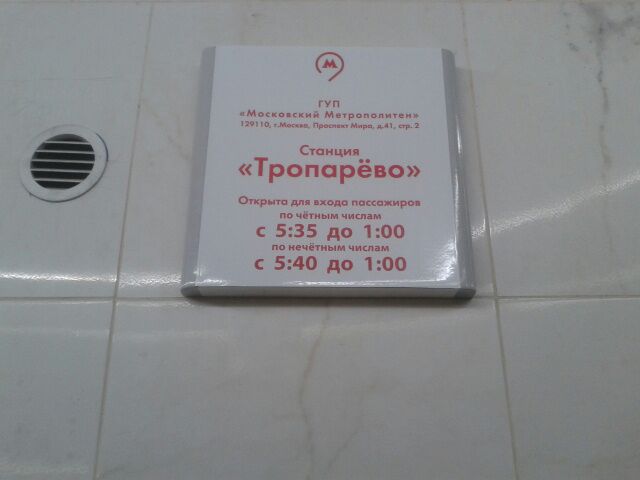 М
ГУП
«Московский Метрополитен»
129110, г.Москва, Проспект Мира, д.41, стр. 2
Станция
«Тропарёво»
Открыта для входа пассажиров
по чётным числам
с 5:35 до 1:00
по нечётным числам
с 5:40 до 1:00